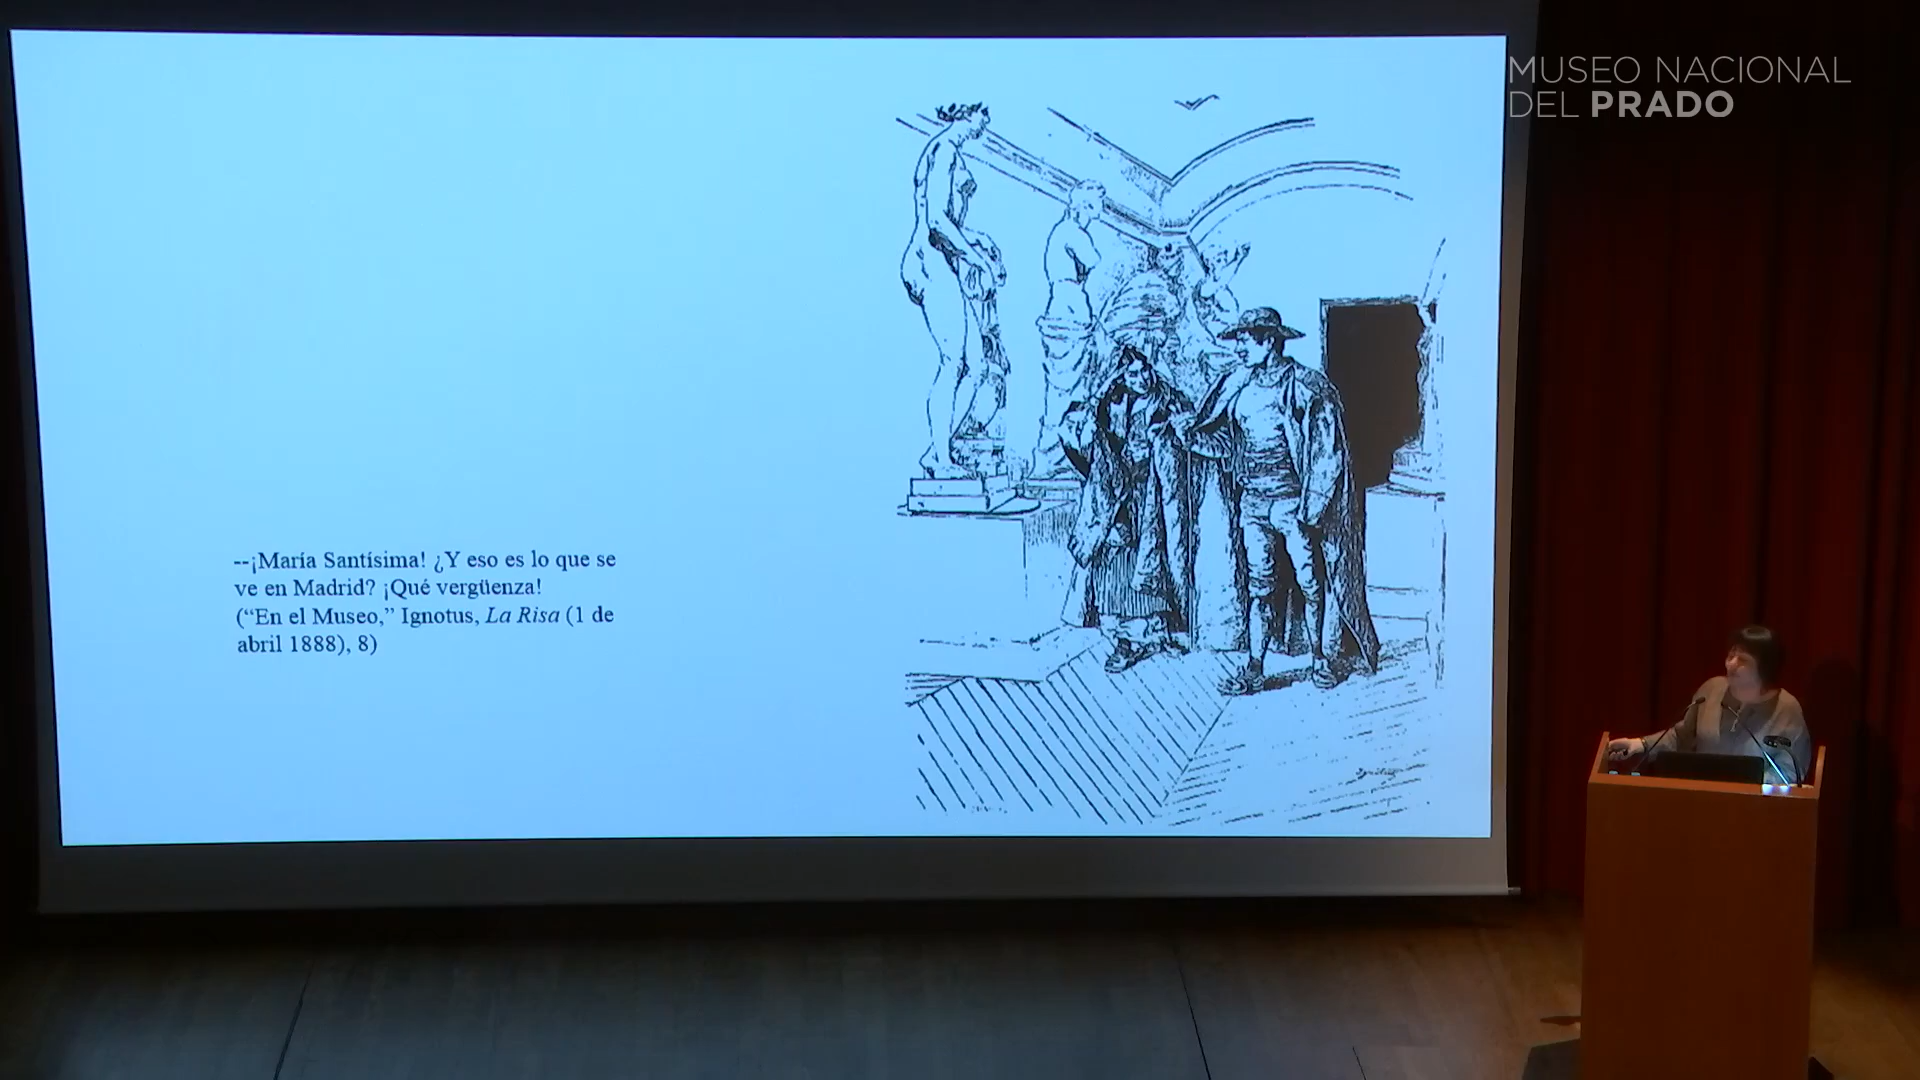 MUSEO NACIONAL
DEL PRADO
--¡María Santísima! ¿Y eso es lo que se
ve en Madrid? ¡Qué vergüenza!
(“En el Museo,” Ignotus, La Risa (1 de
abril 1888), 8)